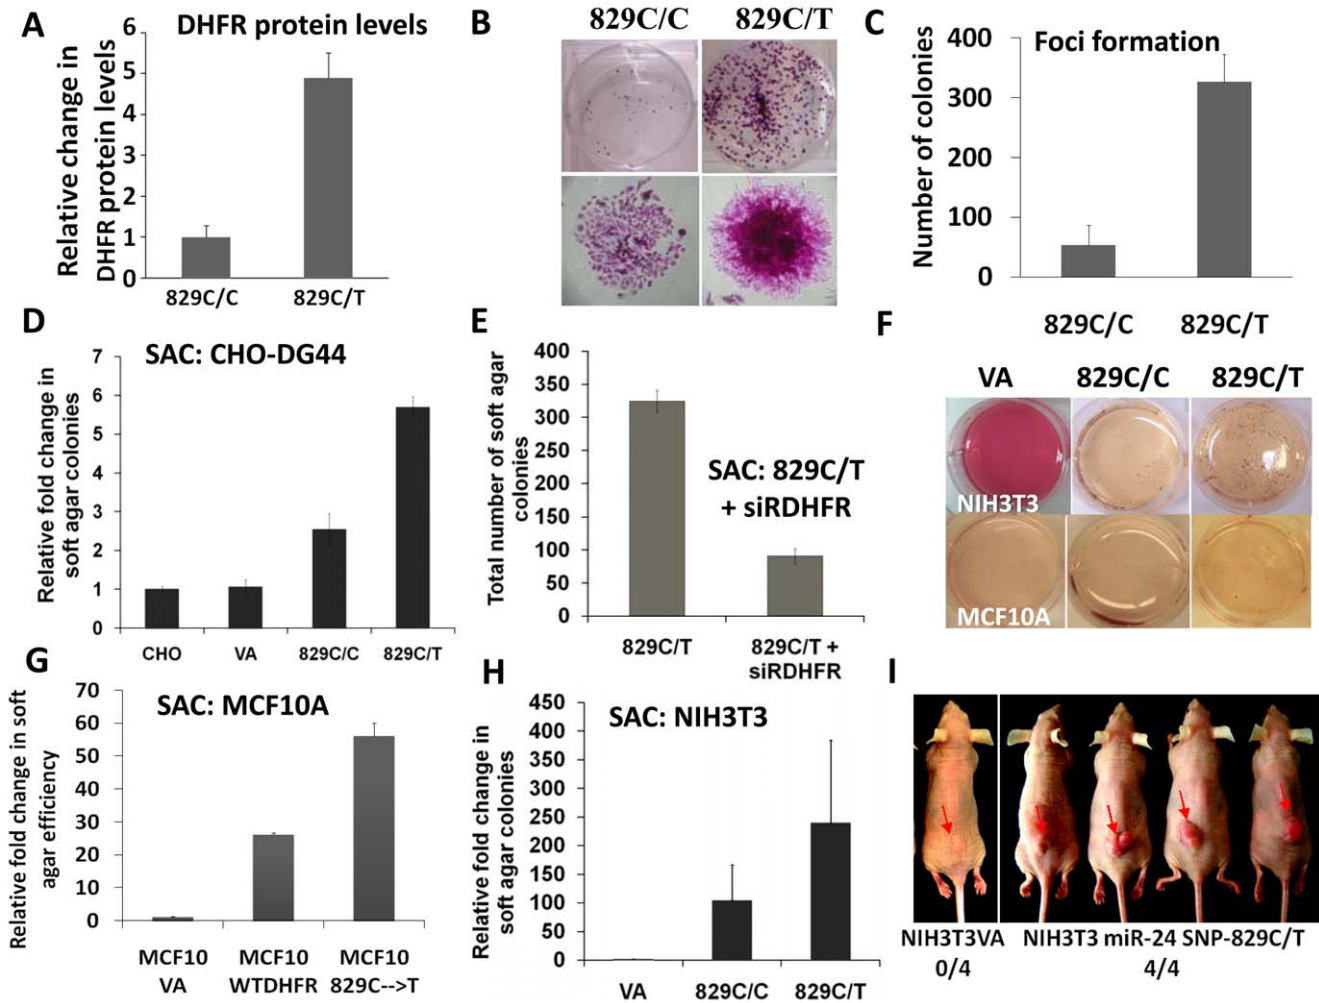 A
DHFR protein levels
Relative change in
DHFR protein levels
6
5
4
3
2
1
0
829C/C
829C/T
B
829C/C
829C/T
C
Foci formation
Number of colonies
400
300
200
100
0
829C/C
829C/T
D
SAC: CHO-DG44
Relative fold change in
soft agar colonies
7
6
5
4
3
2
1
0
CHO
VA
829C/C
829C/T
E
Total number of soft agar
colonies
400
350
300
250
200
150
100
50
0
SAC: 829C/T
+ siRDHFR
829C/T
829C/T +
siRDHFR
F
VA
829C/C
829C/T
NIH3T3
MCF10A
G
SAC: MCF10A
Relative fold change in soft
agar efficiency
70
60
50
40
30
20
10
0
MCF10
VA
MCF10
WTDHFR
MCF10
829C-->T
H
SAC: NIH3T3
Relative fold change in
soft agar colonies
450
400
350
300
250
200
150
100
50
0
VA
829C/C
829C/T
I
NIH3T3VA
0/4
NIH3T3 miR-24 SNP-829C/T
4/4